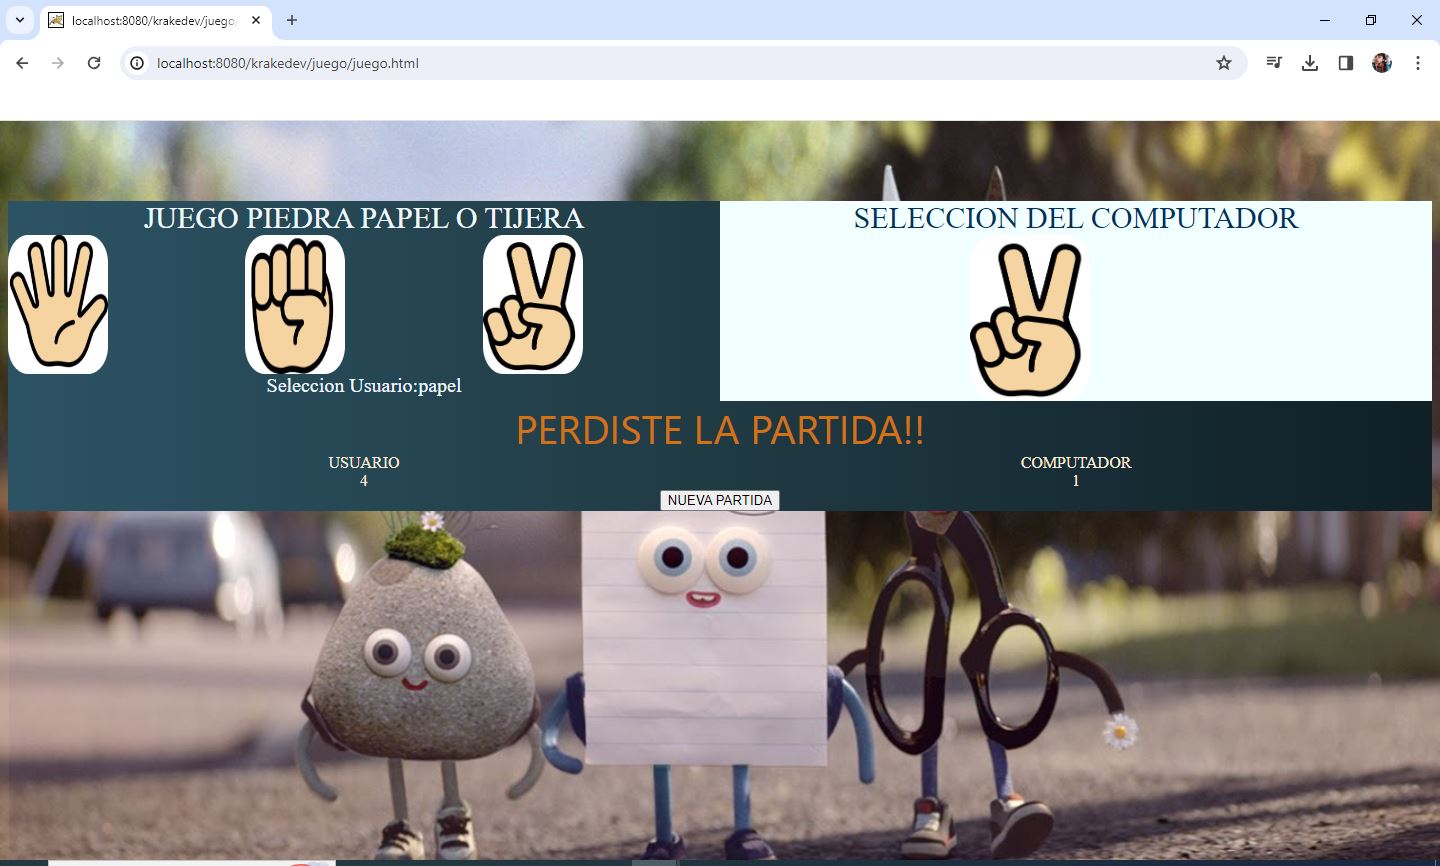 localhost:8080/krakedev/juego
localhost:8080/krakedev/juego/juego.html
JUEGO PIEDRA PAPEL O TIJERA
SELECCION DEL COMPUTADOR
Seleccion Usuario:papel
PERDISTE LA PARTIDA!!
USUARIO
COMPUTADOR
4
1
NUEVA PARTIDA